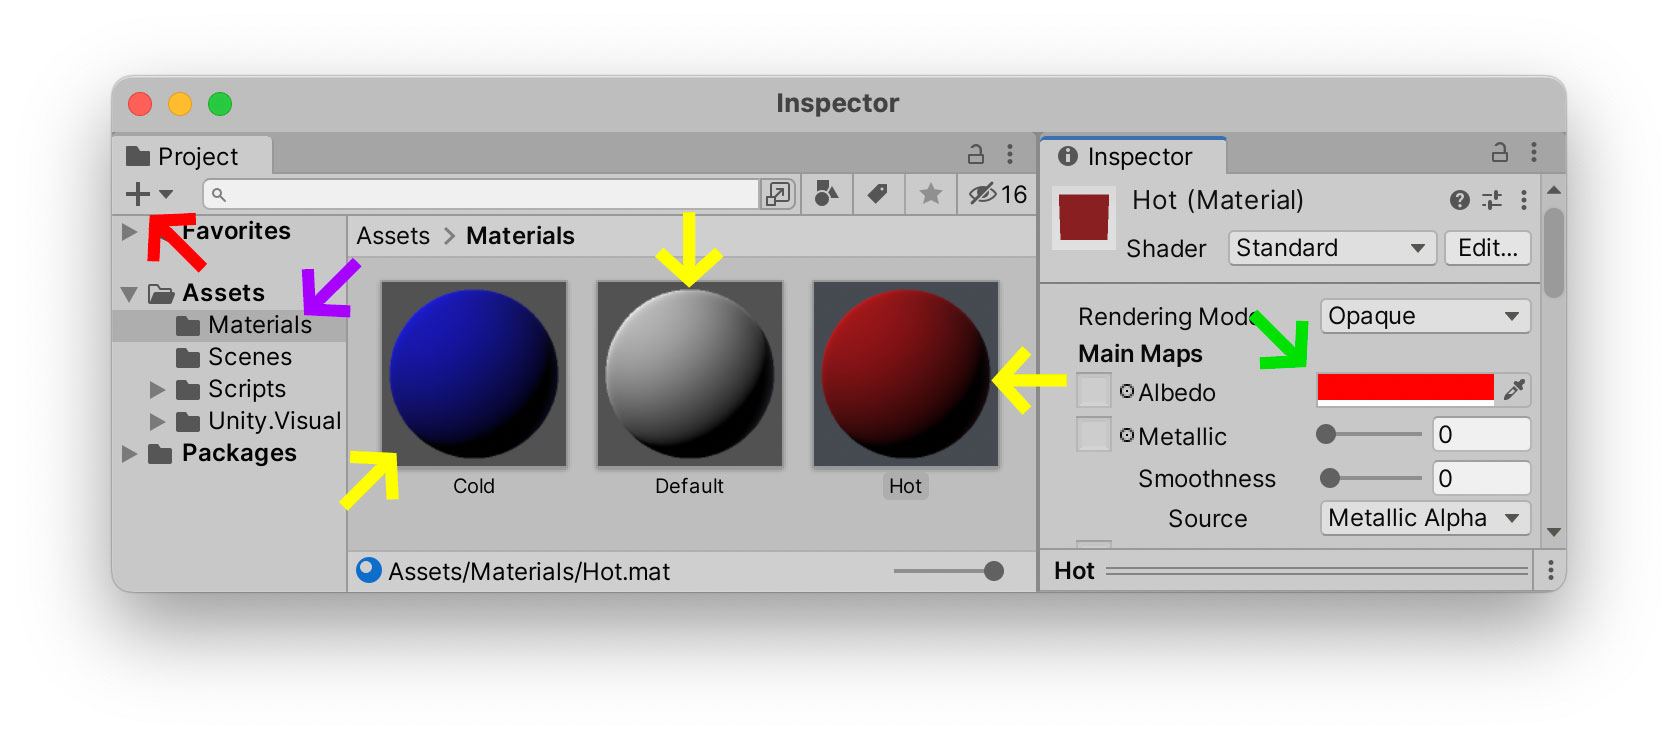 Inspector
Project
16
Favorites
Assets
Materials
Scenes
Scripts
Unity.Visual
Packages
Assets > Materials
Cold
Default
Hot
Assets/Materials/Hot.mat
Inspector
Hot (Material)
Shader
Standard
Edit...
Rendering Mode
Opaque
Main Maps
Albedo
Metallic
0
Smoothness
0
Source
Metallic Alpha
Hot